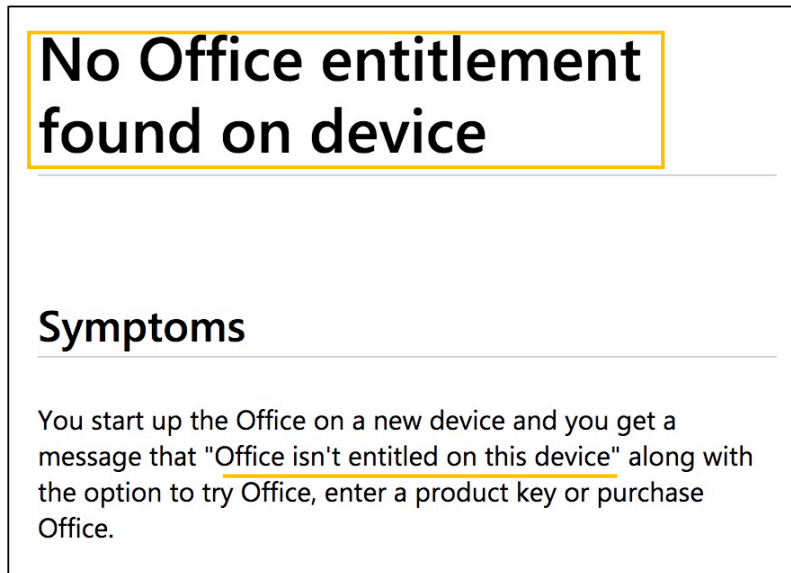 No Office entitlement
found on device
Symptoms
You start up the Office on a new device and you get a
message that "Office isn't entitled on this device" along with
the option to try Office, enter a product key or purchase
Office.